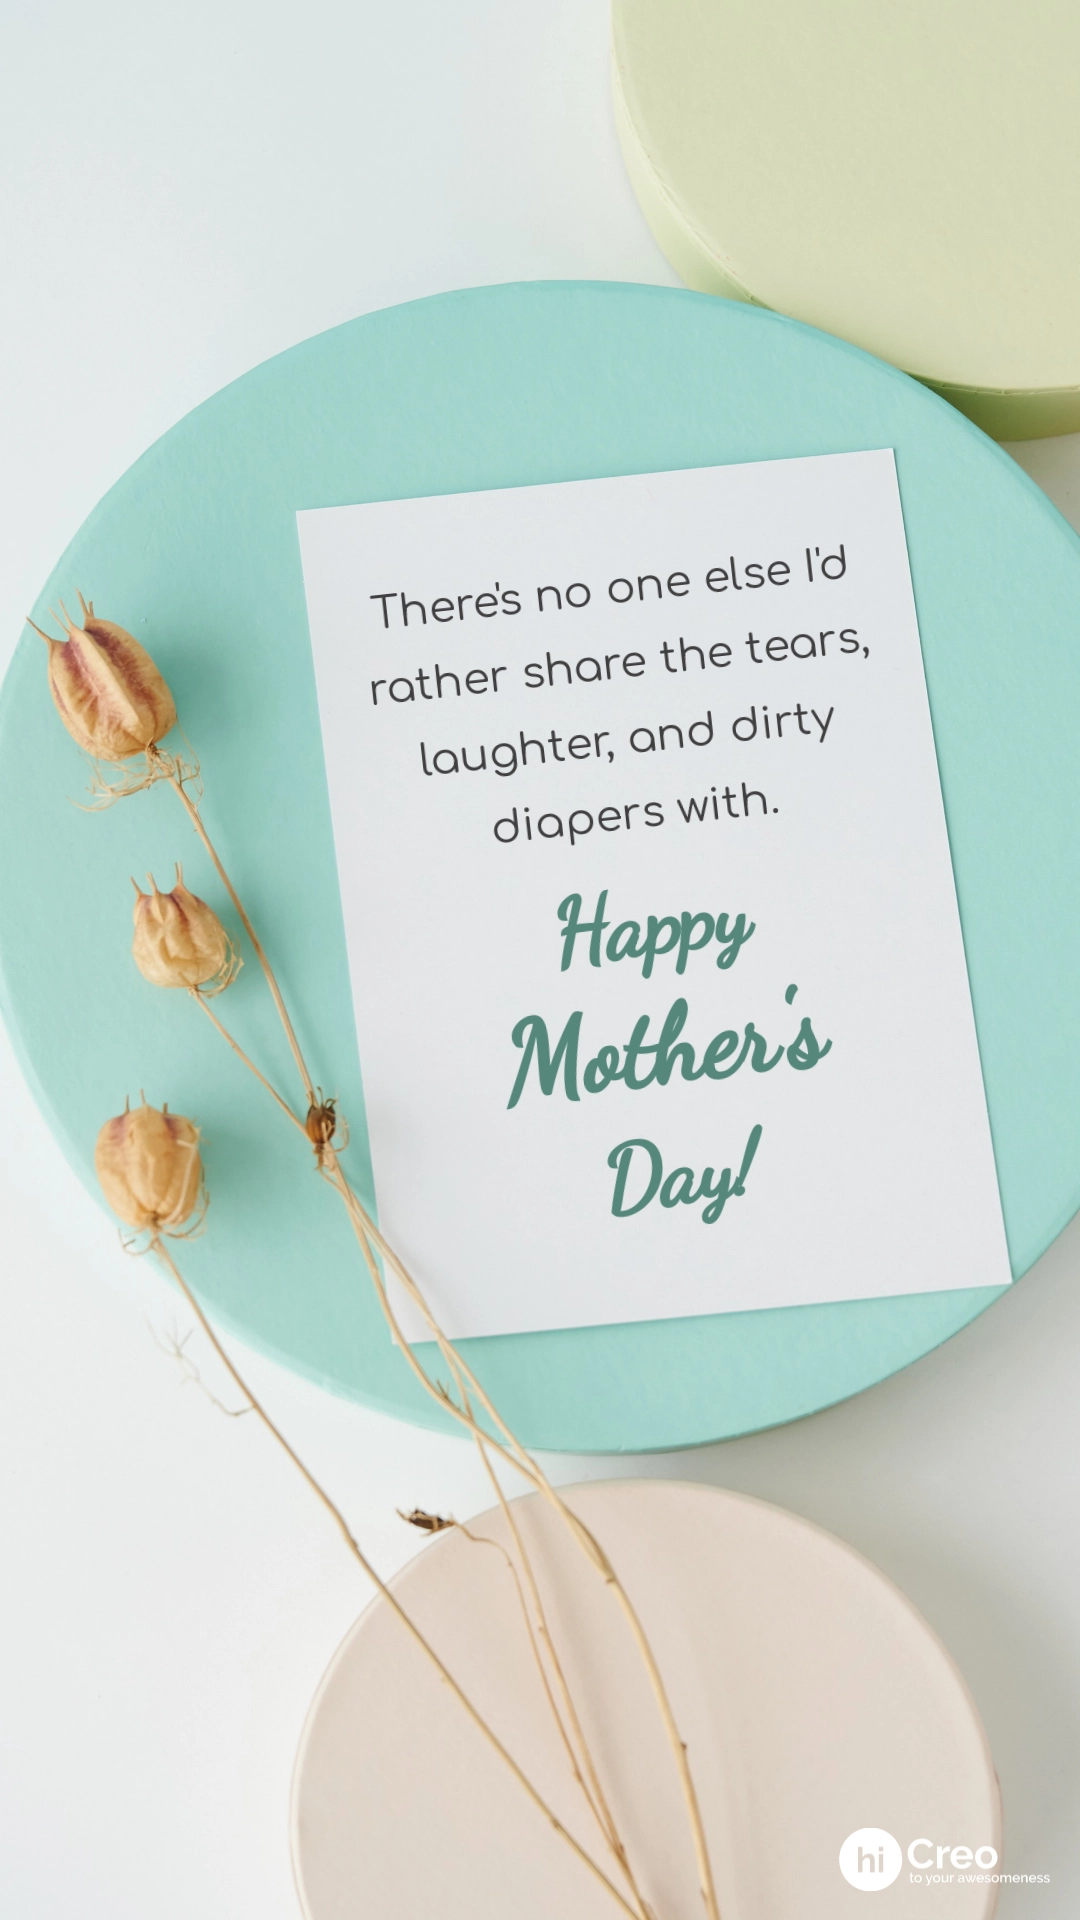 There's no one else I'd
rather share the tears,
laughter, and dirty
diapers with.
Happy
Mother's
Day!
hi Creo
to your awesomeness